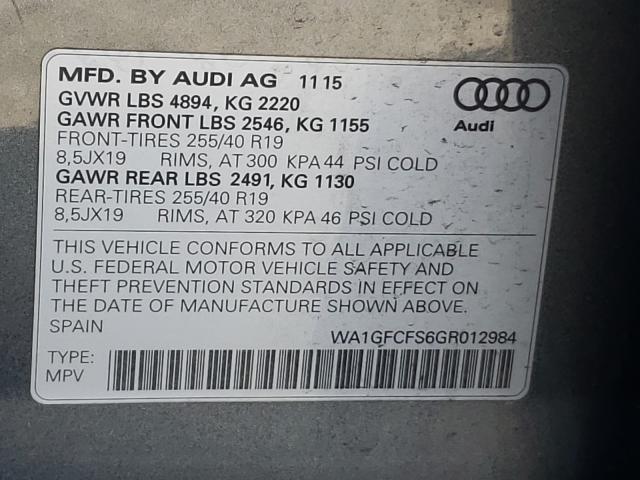 MFD. BY AUDI AG 11 15
GVWR LBS 4894, KG 2220
GAWR FRONT LBS 2546, KG 1155
FRONT-TIRES 255/40 R19
8,5JX19 RIMS, AT 300 KPA 44 PSI COLD
GAWR REAR LBS 2491, KG 1130
REAR-TIRES 255/40 R19
8,5JX19 RIMS, AT 320 KPA 46 PSI COLD
Audi
THIS VEHICLE CONFORMS TO ALL APPLICABLE
U.S. FEDERAL MOTOR VEHICLE SAFETY AND
THEFT PREVENTION STANDARDS IN EFFECT ON
THE DATE OF MANUFACTURE SHOWN ABOVE.
SPAIN
WA1GFCFS6GR012984
TYPE:
MPV